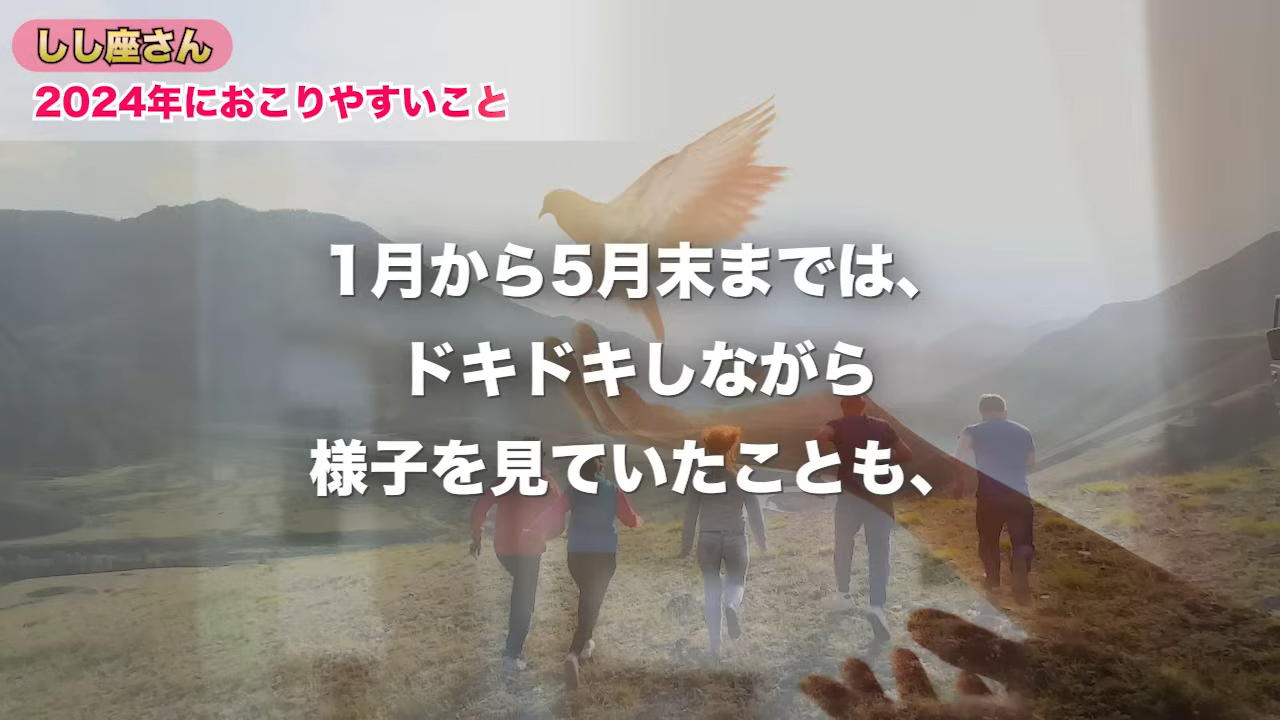 しし座さん
2024年におこりやすいこと
1月から5月末までは、
ドキドキしながら
様子を見ていたことも、